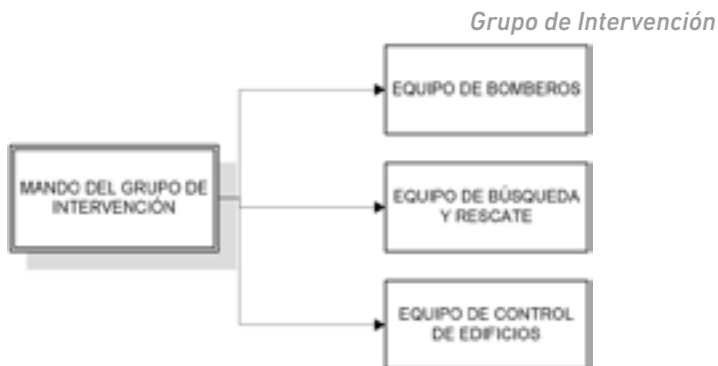 Grupo de Intervención
EQUIPO DE BOMBEROS
MANDO DEL GRUPO DE
INTERVENCIÓN
EQUIPO DE BÚSQUEDA
Y RESCATE
EQUIPO DE CONTROL
DE EDIFICIOS